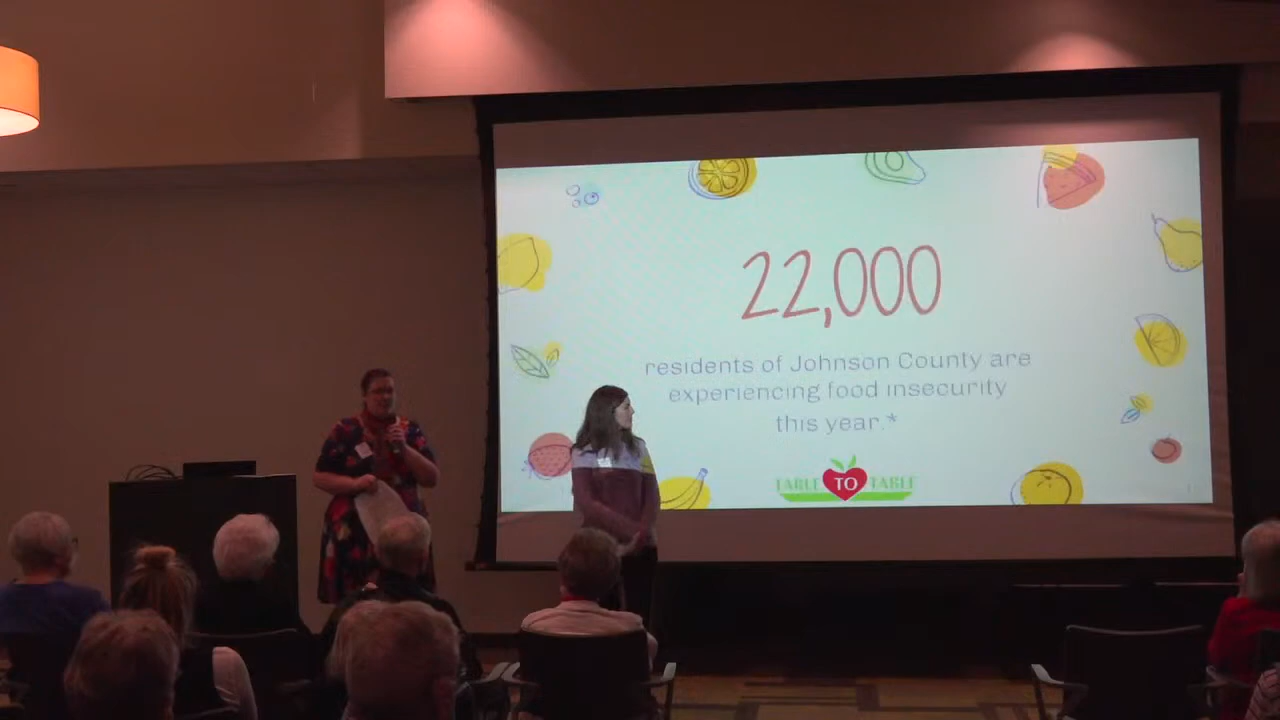 22,000
residents of Johnson County are
experiencing food insecurity
this year.*
TABLE TO TABLE